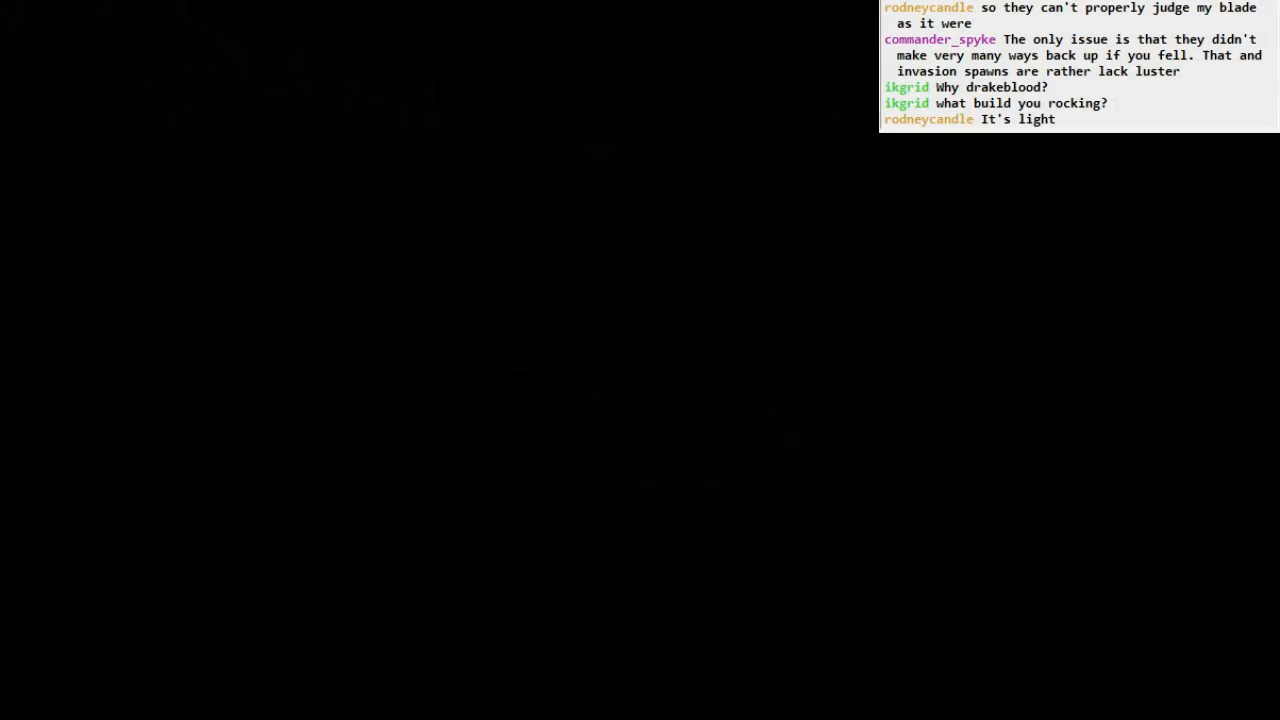 rodneycandle so they can't properly judge my blade
as it were
commander_spyke The only issue is that they didn't
make very many ways back up if you fell. That and
invasion spawns are rather lack luster
ikgrid Why drakeblood?
ikgrid what build you rocking?
rodneycandle It's light